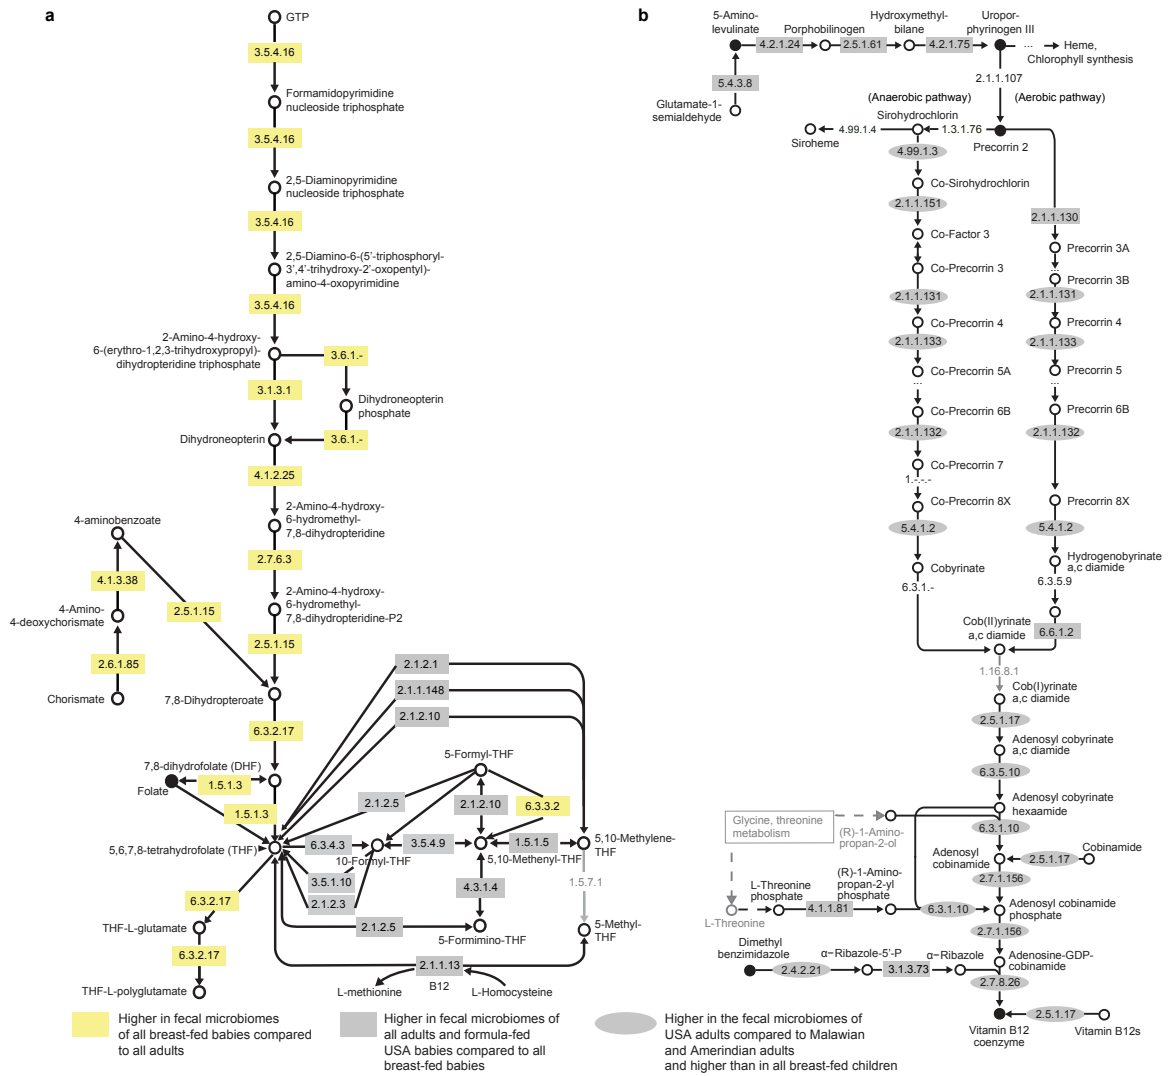 a
GTP
3.5.4.16
Formamidopyrimidine
nucleoside triphosphate
3.5.4.16
2,5-Diaminopyrimidine
nucleoside triphosphate
3.5.4.16
2,5-Diamino-6-(5'-triphosphoryl-
3',4'-trihydroxy-2'-oxopentyl)-
amino-4-oxopyrimidine
3.5.4.16
2-Amino-4-hydroxy-
6-(erythro-1,2,3-trihydroxypropyl)-
dihydropteridine triphosphate
3.6.1.-
3.1.3.1
Dihydroneopterin
phosphate
Dihydroneopterin
3.6.1.-
4.1.2.25
2-Amino-4-hydroxy-
6-hydromethyl-
7,8-dihydropteridine
4-aminobenzoate
2.7.6.3
4.1.3.38
2-Amino-4-hydroxy-
6-hydromethyl-
7,8-dihydropteridine-P2
4-Amino-
4-deoxychorismate
2.5.1.15
2.5.1.15
2.6.1.85
Chorismate
7,8-Dihydropteroate
2.1.2.1
2.1.1.148
2.1.2.10
6.3.2.17
7,8-dihydrofolate (DHF)
Folate
1.5.1.3
1.5.1.3
5-Formyl-THF
2.1.2.5
2.1.2.10
6.3.3.2
5,6,7,8-tetrahydrofolate (THF)
6.3.4.3
10-Formyl-THF
3.5.4.9
5,10-Methenyl-THF
1.5.1.5
5,10-Methylene-
THF
3.5.1.10
2.1.2.3
4.3.1.4
1.5.7.1
6.3.2.17
2.1.2.5
5-Formimino-THF
5-Methyl-
THF
THF-L-glutamate
6.3.2.17
2.1.1.13
B12
L-methionine
L-Homocysteine
THF-L-polyglutamate
Higher in fecal microbiomes
of all breast-fed babies compared
to all adults
Higher in fecal microbiomes of
all adults and formula-fed
USA babies compared to all
breast-fed babies
Higher in the fecal microbiomes of
USA adults compared to Malawian
and Amerindian adults
and higher than in all breast-fed children
b
5-Amino-
levulinate
4.2.1.24
Porphobilinogen
2.5.1.61
Hydroxymethyl-
bilane
4.2.1.75
Uropor-
phyrinogen III
...
Heme,
Chlorophyll synthesis
5.4.3.8
2.1.1.107
Glutamate-1-
semialdehyde
(Anaerobic pathway)
(Aerobic pathway)
Sirohydrochlorin
Siroheme
4.99.1.4
1.3.1.76
Precorrin 2
4.99.1.3
Co-Sirohydrochlorin
2.1.1.151
2.1.1.130
Co-Factor 3
Precorrin 3A
...
Co-Precorrin 3
Precorrin 3B
2.1.1.131
2.1.1.131
Co-Precorrin 4
Precorrin 4
2.1.1.133
2.1.1.133
Co-Precorrin 5A
Precorrin 5
...
...
Co-Precorrin 6B
Precorrin 6B
2.1.1.132
2.1.1.132
Co-Precorrin 7
1.-.-.-
Co-Precorrin 8X
Precorrin 8X
5.4.1.2
5.4.1.2
Cobyrinate
Hydrogenobyrinate
a,c diamide
6.3.1.-
6.3.5.9
Cob(II)yrinate
a,c diamide
6.6.1.2
1.16.8.1
Cob(I)yrinate
a,c diamide
2.5.1.17
Adenosyl cobyrinate
a,c diamide
6.3.5.10
Adenosyl cobyrinate
hexaamide
Glycine, threonine
metabolism
(R)-1-Amino-
propan-2-ol
6.3.1.10
Adenosyl
cobinamide
2.5.1.17
Cobinamide
2.7.1.156
L-Threonine
L-Threonine
phosphate
4.1.1.81
(R)-1-Amino-
propan-2-yl
phosphate
6.3.1.10
Adenosyl cobinamide
phosphate
2.7.1.156
Dimethyl
benzimidazole
2.4.2.21
α−Ribazole-5'-P
3.1.3.73
α−Ribazole
Adenosine-GDP-
cobinamide
2.7.8.26
Vitamin B12
coenzyme
2.5.1.17
Vitamin B12s